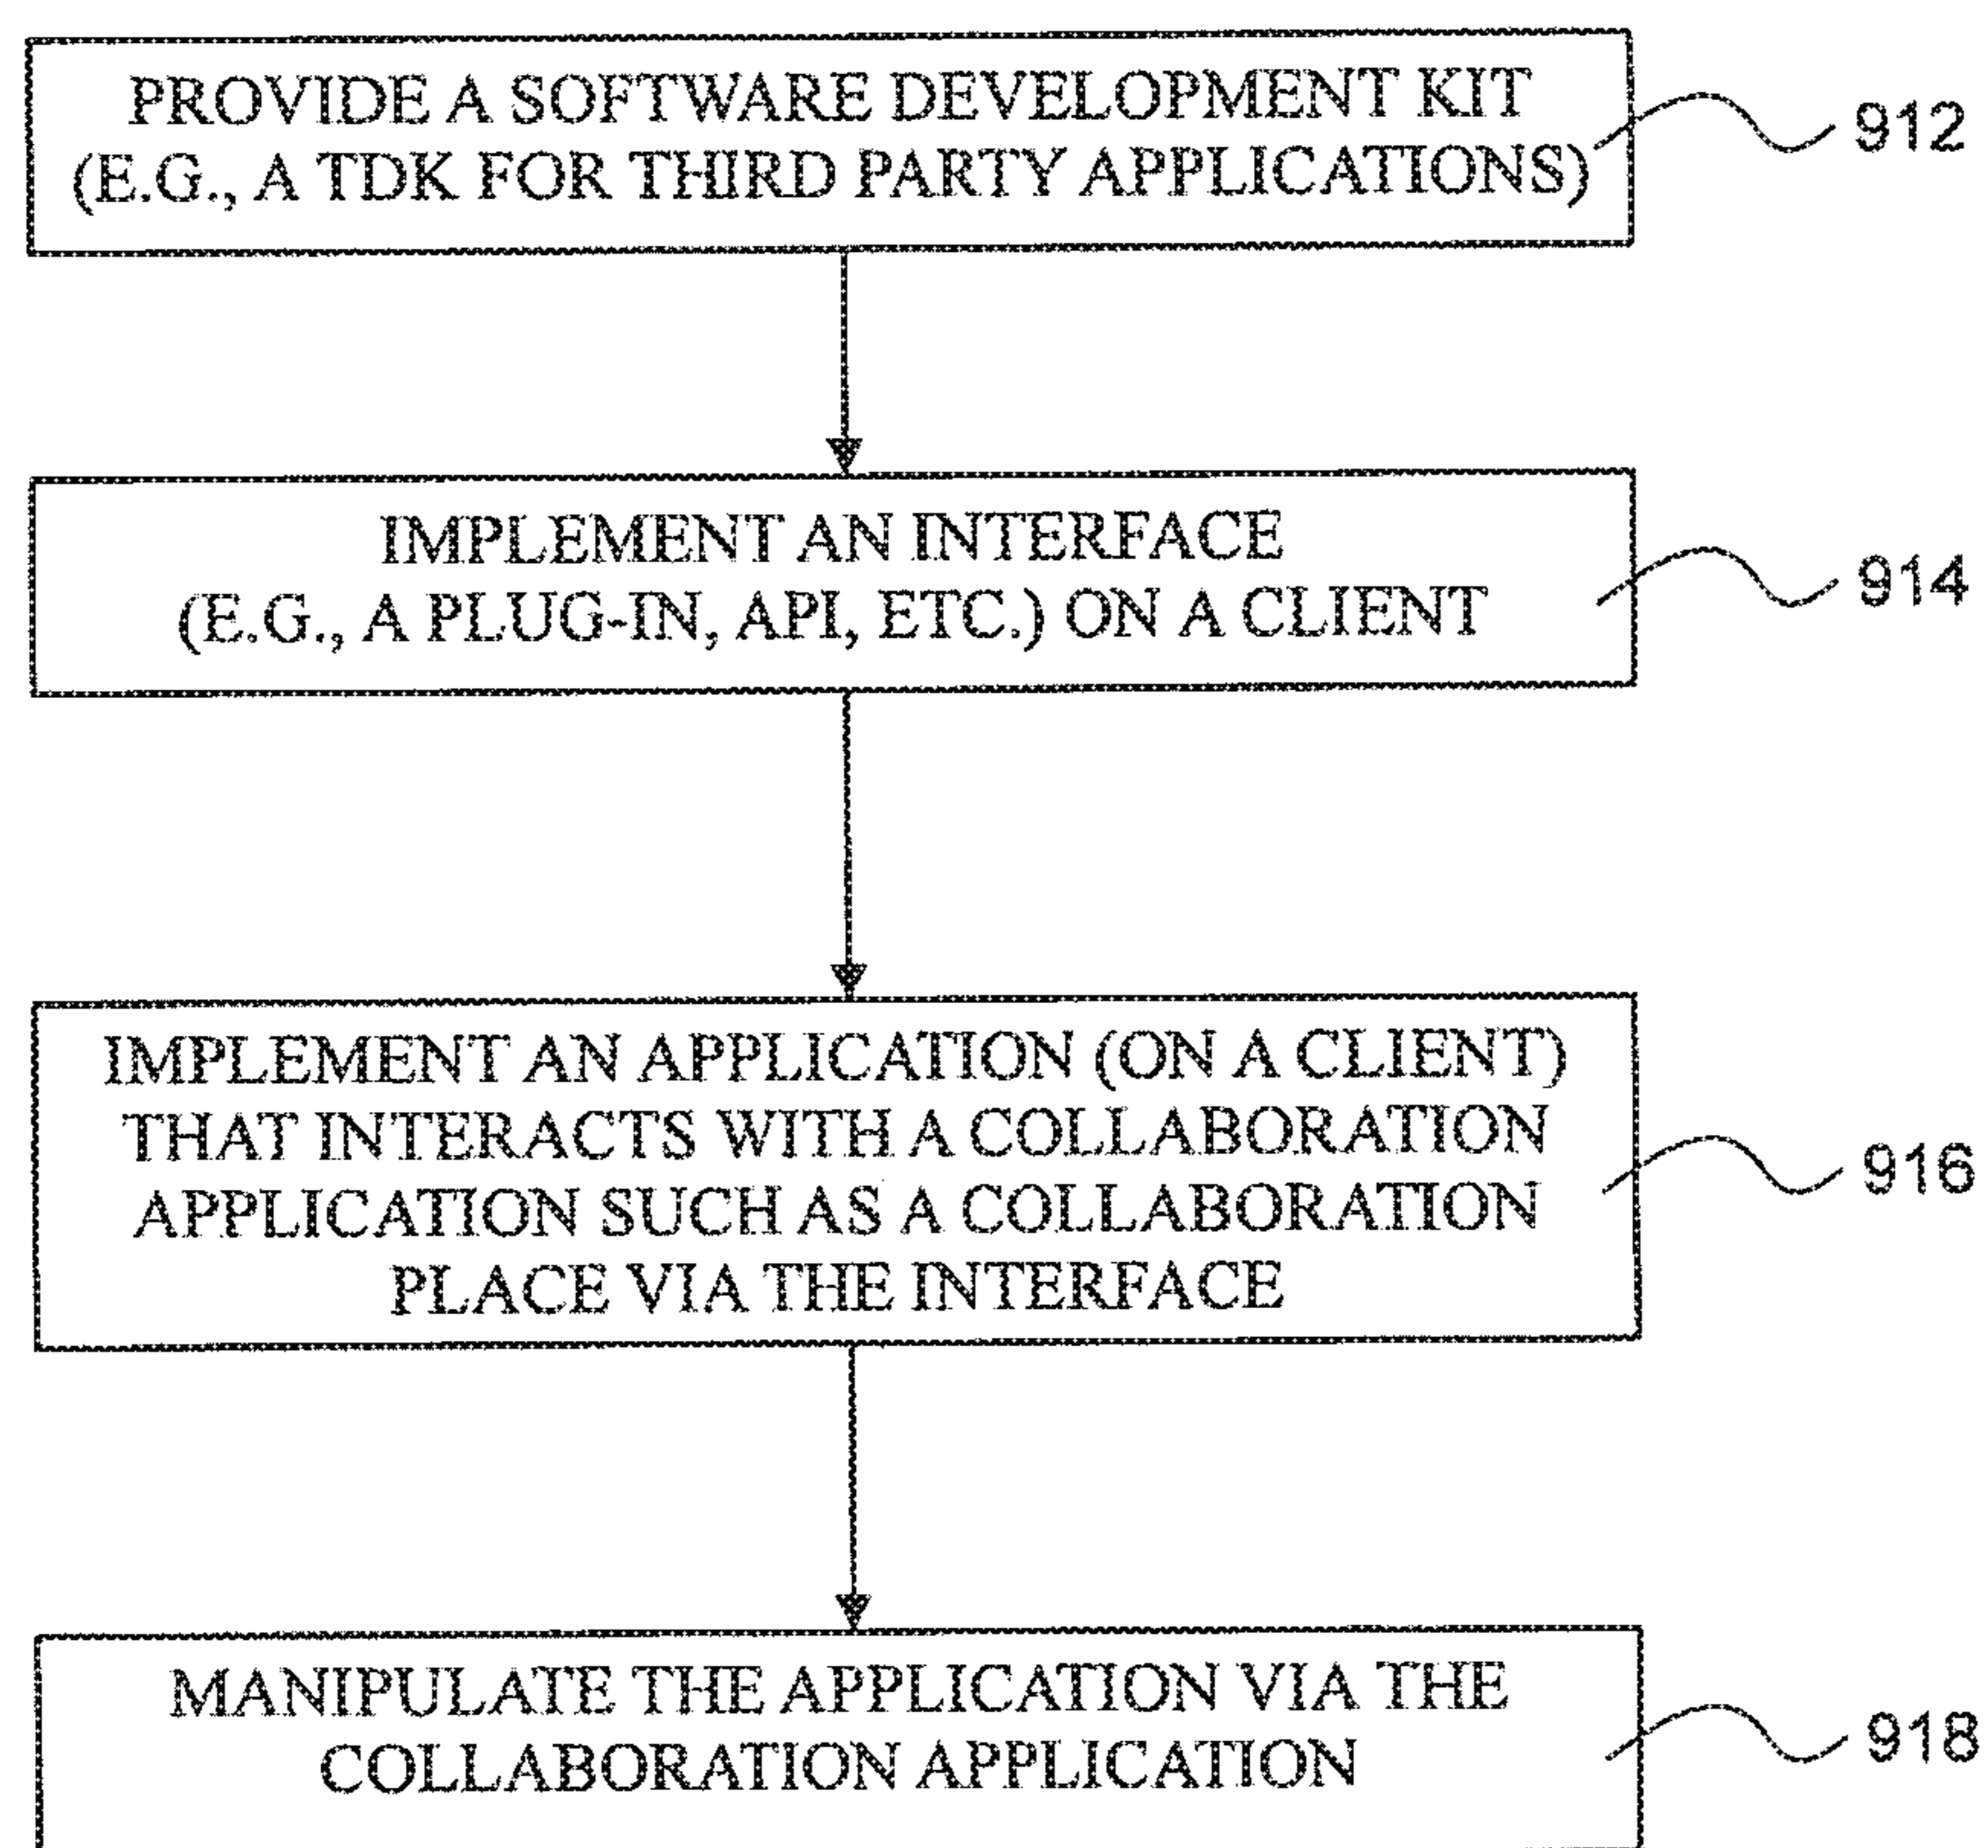 PROVIDE A SOFTWARE DEVELOPMENT KIT
(E.G., A TDK FOR THIRD PARTY APPLICATIONS)
912
IMPLEMENT AN INTERFACE
(E.G., A PLUG-IN, API, ETC.) ON A CLIENT
914
IMPLEMENT AN APPLICATION (ON A CLIENT)
THAT INTERACTS WITH A COLLABORATION
APPLICATION SUCH AS A COLLABORATION
PLACE VIA THE INTERFACE
916
MANIPULATE THE APPLICATION VIA THE
COLLABORATION APPLICATION
918